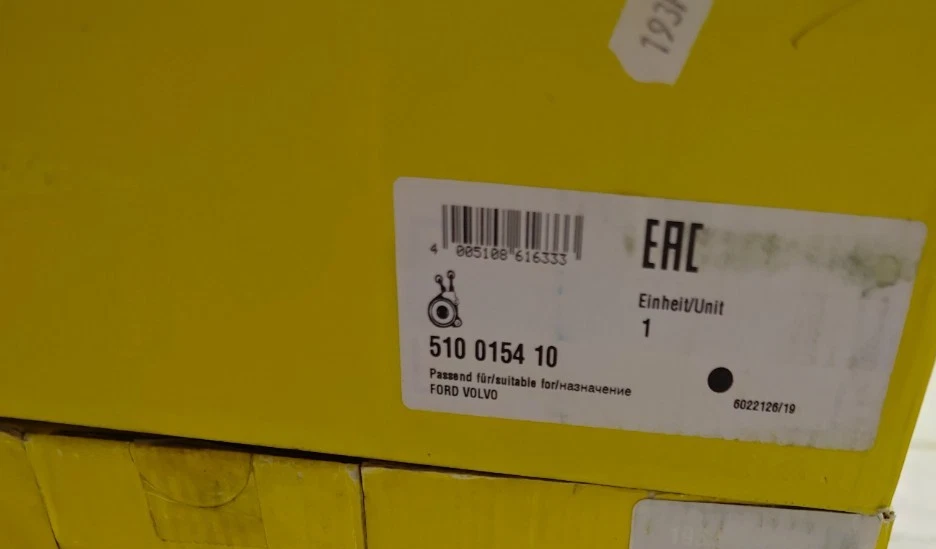 193
4 005108 616333
EAC
Einheit/Unit
1
510 0154 10
Passend für/suitable for/назначение
FORD VOLVO
6022126/19